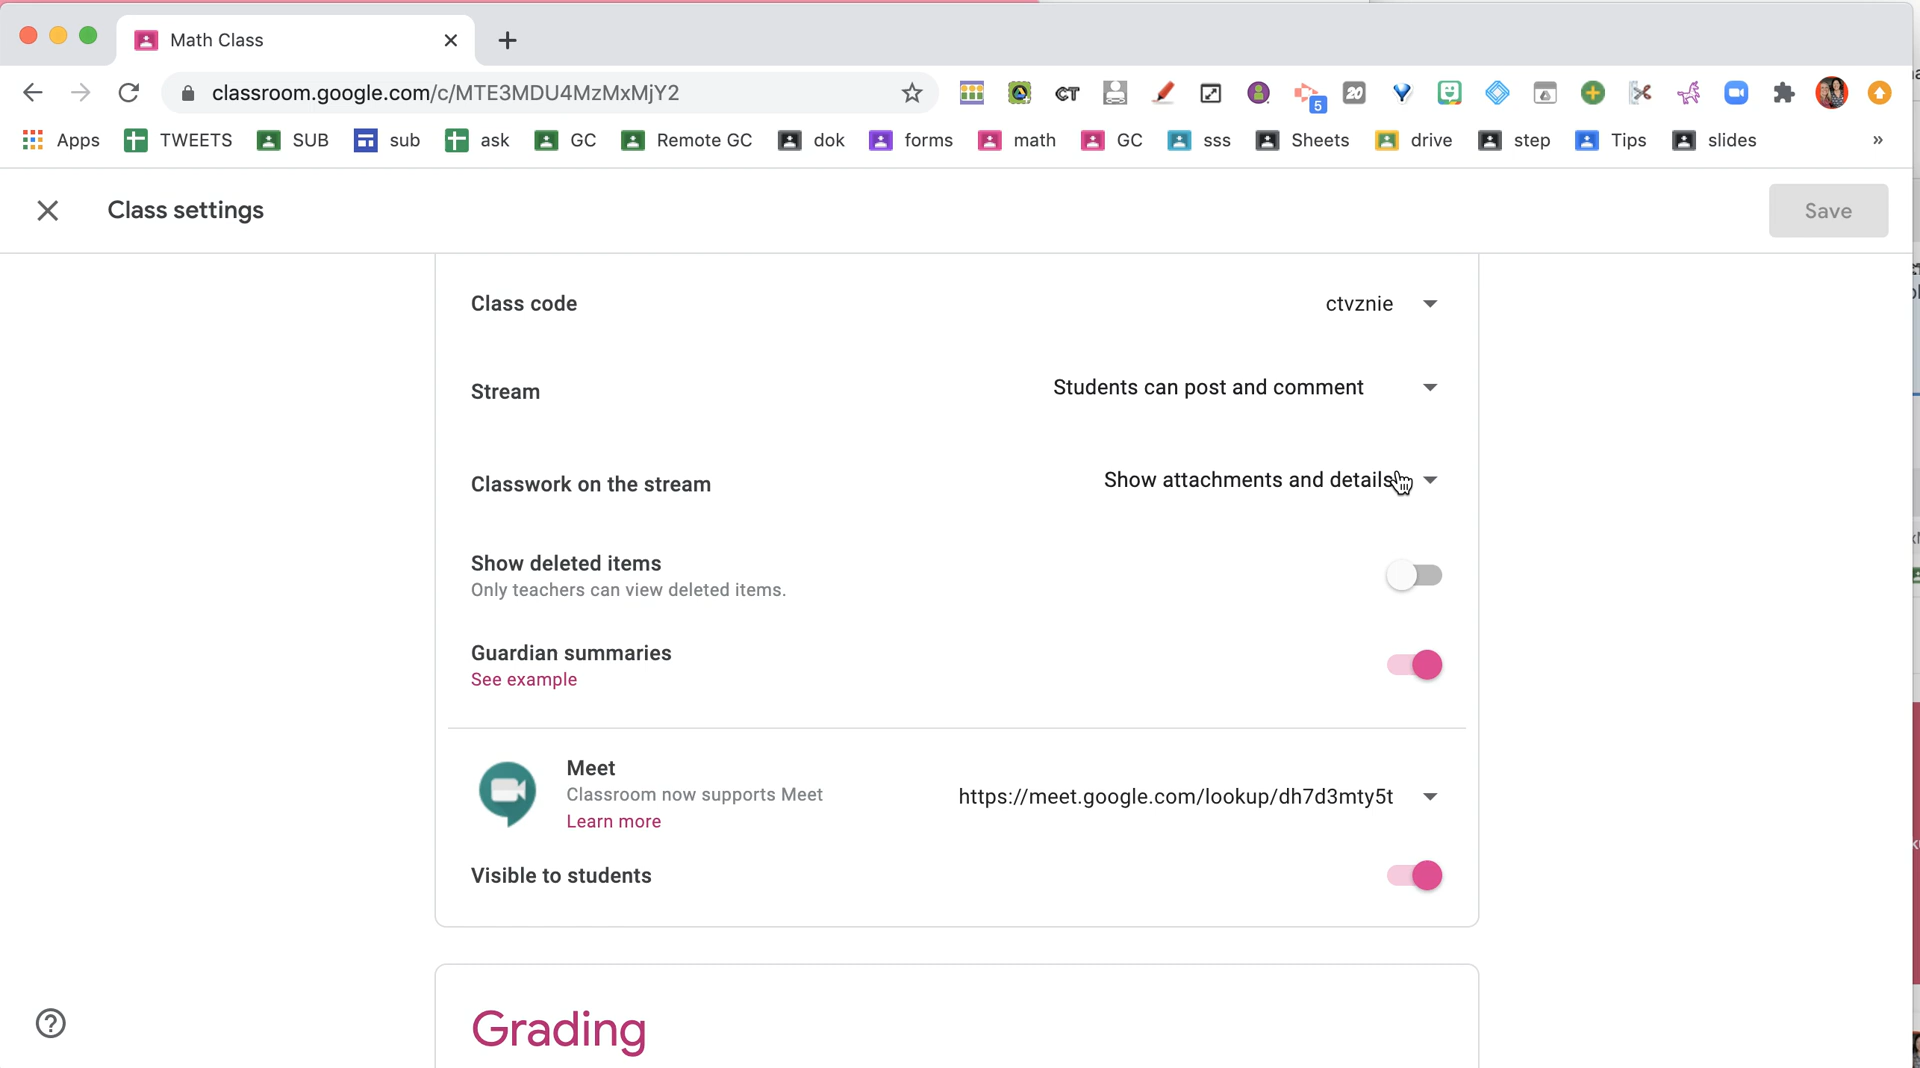 Math Class
classroom.google.com/c/MTE3MDU4MzMxMjY2
CT 5 20
Apps TWEETS SUB sub ask GC Remote GC dok forms math GC sss Sheets drive step Tips slides »
Class settings Save
Class code ctvznie
Stream Students can post and comment
Classwork on the stream Show attachments and details
Show deleted items
Only teachers can view deleted items.
Guardian summaries
See example
Meet
Classroom now supports Meet https://meet.google.com/lookup/dh7d3mty5t
Learn more
Visible to students
Grading